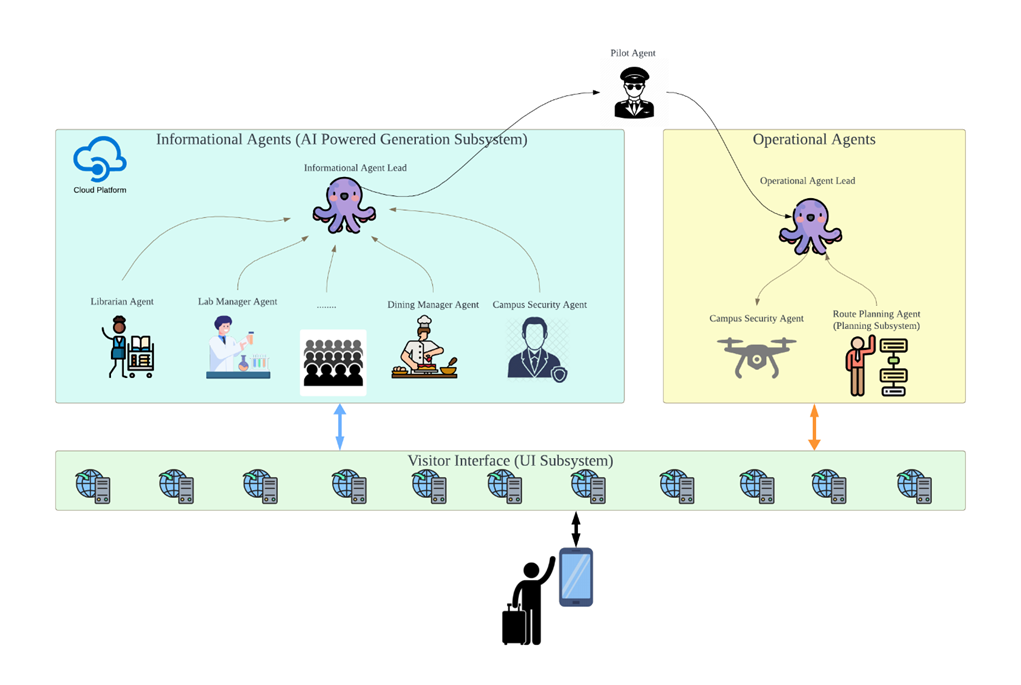 Pilot Agent
Informational Agents (AI Powered Generation Subsystem)
Operational Agents
Cloud Platform
Informational Agent Lead
Operational Agent Lead
Librarian Agent
Lab Manager Agent
........
Dining Manager Agent
Campus Security Agent
Campus Security Agent
Route Planning Agent
(Planning Subsystem)
Visitor Interface (UI Subsystem)